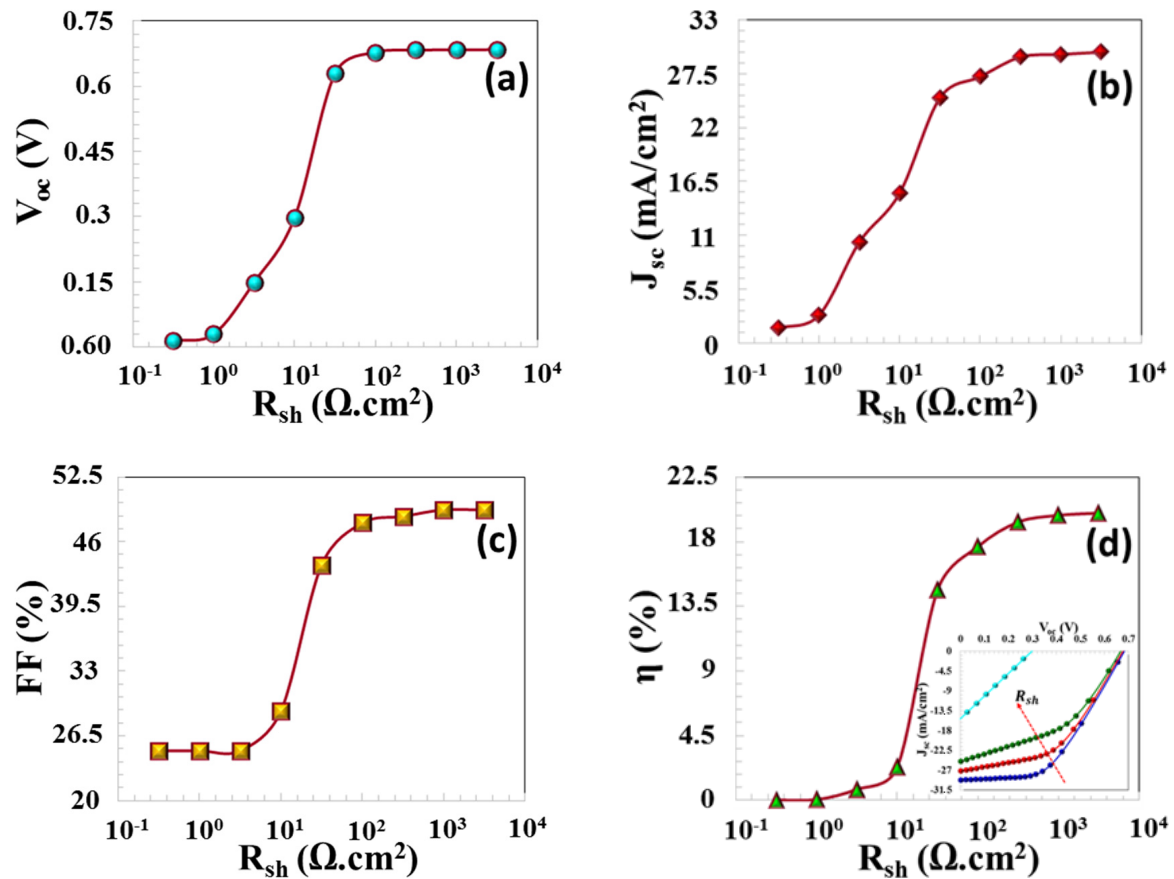 0.75
0.6
0.45
0.3
0.15
0.60
V_oc (V)
(a)
10^-1 10^0 10^1 10^2 10^3 10^4
R_sh (Ω.cm²)
33
27.5
22
16.5
11
5.5
0
J_sc (mA/cm²)
(b)
10^-1 10^0 10^1 10^2 10^3 10^4
R_sh (Ω.cm²)
52.5
46
39.5
33
26.5
20
FF (%)
(c)
10^-1 10^0 10^1 10^2 10^3 10^4
R_sh (Ω.cm²)
22.5
18
13.5
9
4.5
0
η (%)
(d)
V_oc (V)
0 0.1 0.2 0.3 0.4 0.5 0.6 0.7
0
-4.5
-9
-13.5
-18
-22.5
-27
-31.5
J_sc (mA/cm²)
R_sh
10^-1 10^0 10^1 10^2 10^3 10^4
R_sh (Ω.cm²)